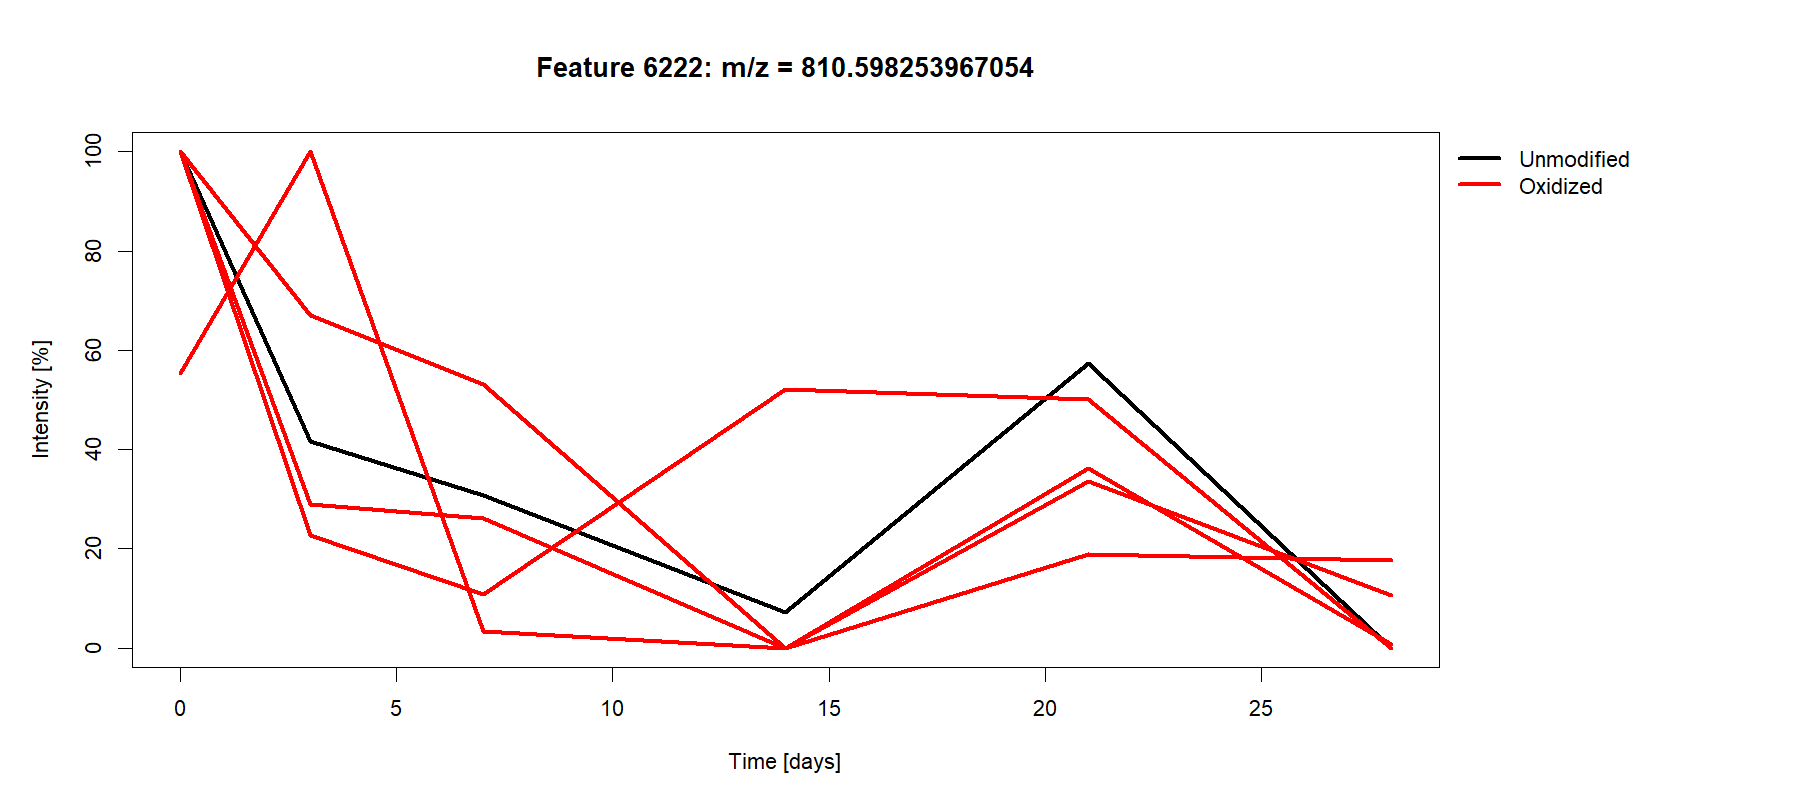 Feature 6222: m/z = 810.598253967054
Unmodified
Oxidized
Intensity [%]
100
80
60
40
20
0
0 5 10 15 20 25
Time [days]